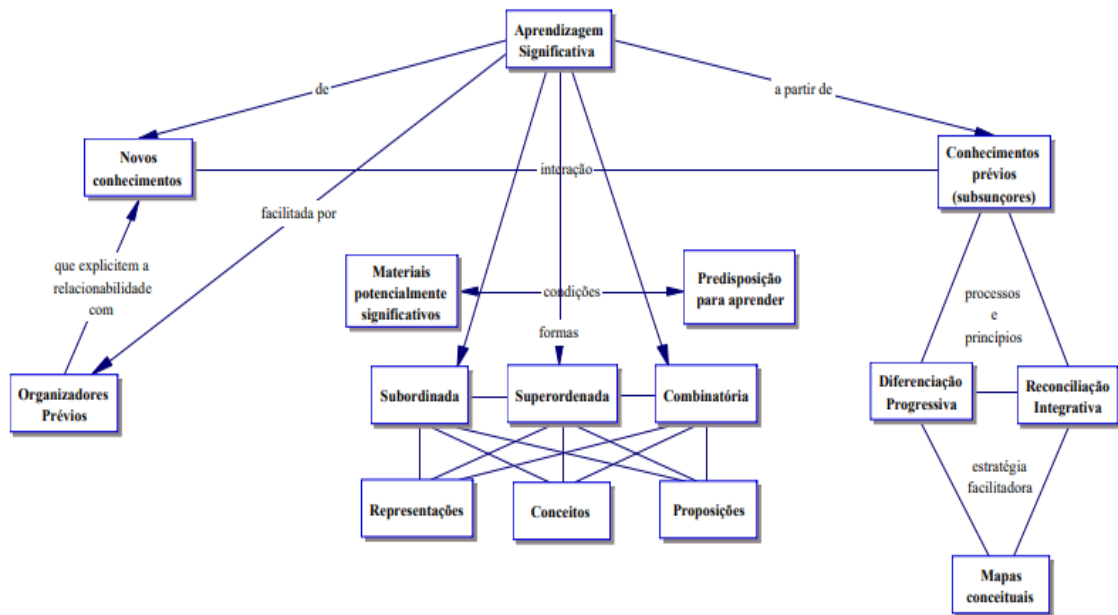 Aprendizagem
Significativa
de
a partir de
Novos
conhecimentos
interação
Conhecimentos
prévios
(subsunçores)
facilitada por
que explicitem a
relacionabilidade
com
Materiais
potencialmente
significativos
condições
Predisposição
para aprender
processos
e
princípios
formas
Organizadores
Prévios
Subordinada
Superordenada
Combinatória
Diferenciação
Progressiva
Reconciliação
Integrativa
estratégia
facilitadora
Representações
Conceitos
Proposições
Mapas
conceituais